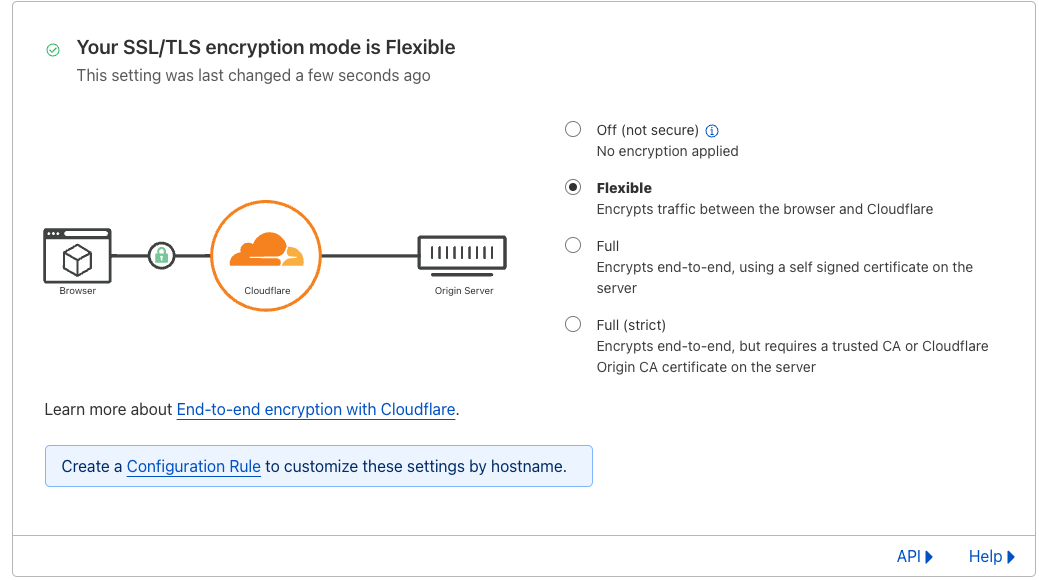 Your SSL/TLS encryption mode is Flexible
This setting was last changed a few seconds ago
Off (not secure)
No encryption applied
Flexible
Encrypts traffic between the browser and Cloudflare
Full
Encrypts end-to-end, using a self signed certificate on the
server
Full (strict)
Encrypts end-to-end, but requires a trusted CA or Cloudflare
Origin CA certificate on the server
Browser
Cloudflare
Origin Server
Learn more about End-to-end encryption with Cloudflare.
Create a Configuration Rule to customize these settings by hostname.
API
Help